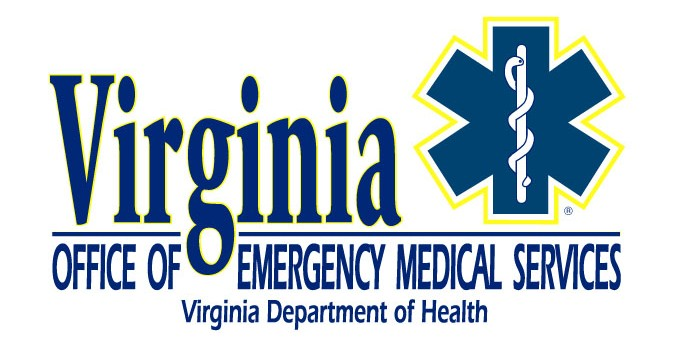 Virginia
®
OFFICE OF EMERGENCY MEDICAL SERVICES
Virginia Department of Health